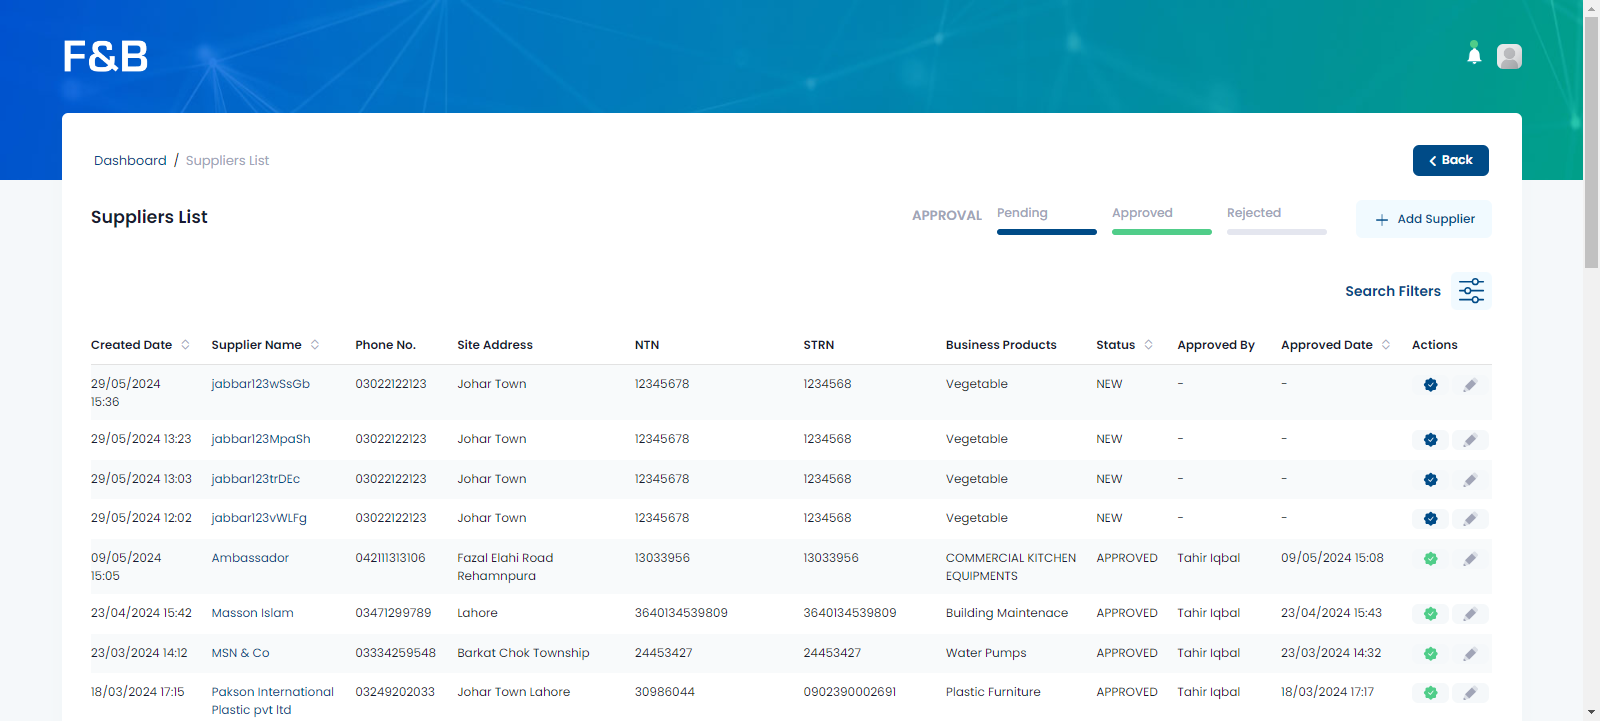 F&B
Dashboard / Suppliers List
Back
Suppliers List
APPROVAL Pending Approved Rejected
Add Supplier
Search Filters
Created Date Supplier Name Phone No. Site Address NTN STRN Business Products Status Approved By Approved Date Actions
29/05/2024 jabbar123wSsGb 03022122123 Johar Town 12345678 1234568 Vegetable NEW - -
15:36
29/05/2024 13:23 jabbar123MpaSh 03022122123 Johar Town 12345678 1234568 Vegetable NEW - -
29/05/2024 13:03 jabbar123trDEc 03022122123 Johar Town 12345678 1234568 Vegetable NEW - -
29/05/2024 12:02 jabbar123vWLFg 03022122123 Johar Town 12345678 1234568 Vegetable NEW - -
09/05/2024 Ambassador 042111313106 Fazal Elahi Road 13033956 13033956 COMMERCIAL KITCHEN APPROVED Tahir Iqbal 09/05/2024 15:08
15:05 Rehamnpura EQUIPMENTS
23/04/2024 15:42 Masson Islam 03471299789 Lahore 3640134539809 3640134539809 Building Maintenace APPROVED Tahir Iqbal 23/04/2024 15:43
23/03/2024 14:12 MSN & Co 03334259548 Barkat Chok Township 24453427 24453427 Water Pumps APPROVED Tahir Iqbal 23/03/2024 14:32
18/03/2024 17:15 Pakson International 03249202033 Johar Town Lahore 30986044 0902390002691 Plastic Furniture APPROVED Tahir Iqbal 18/03/2024 17:17
Plastic pvt ltd